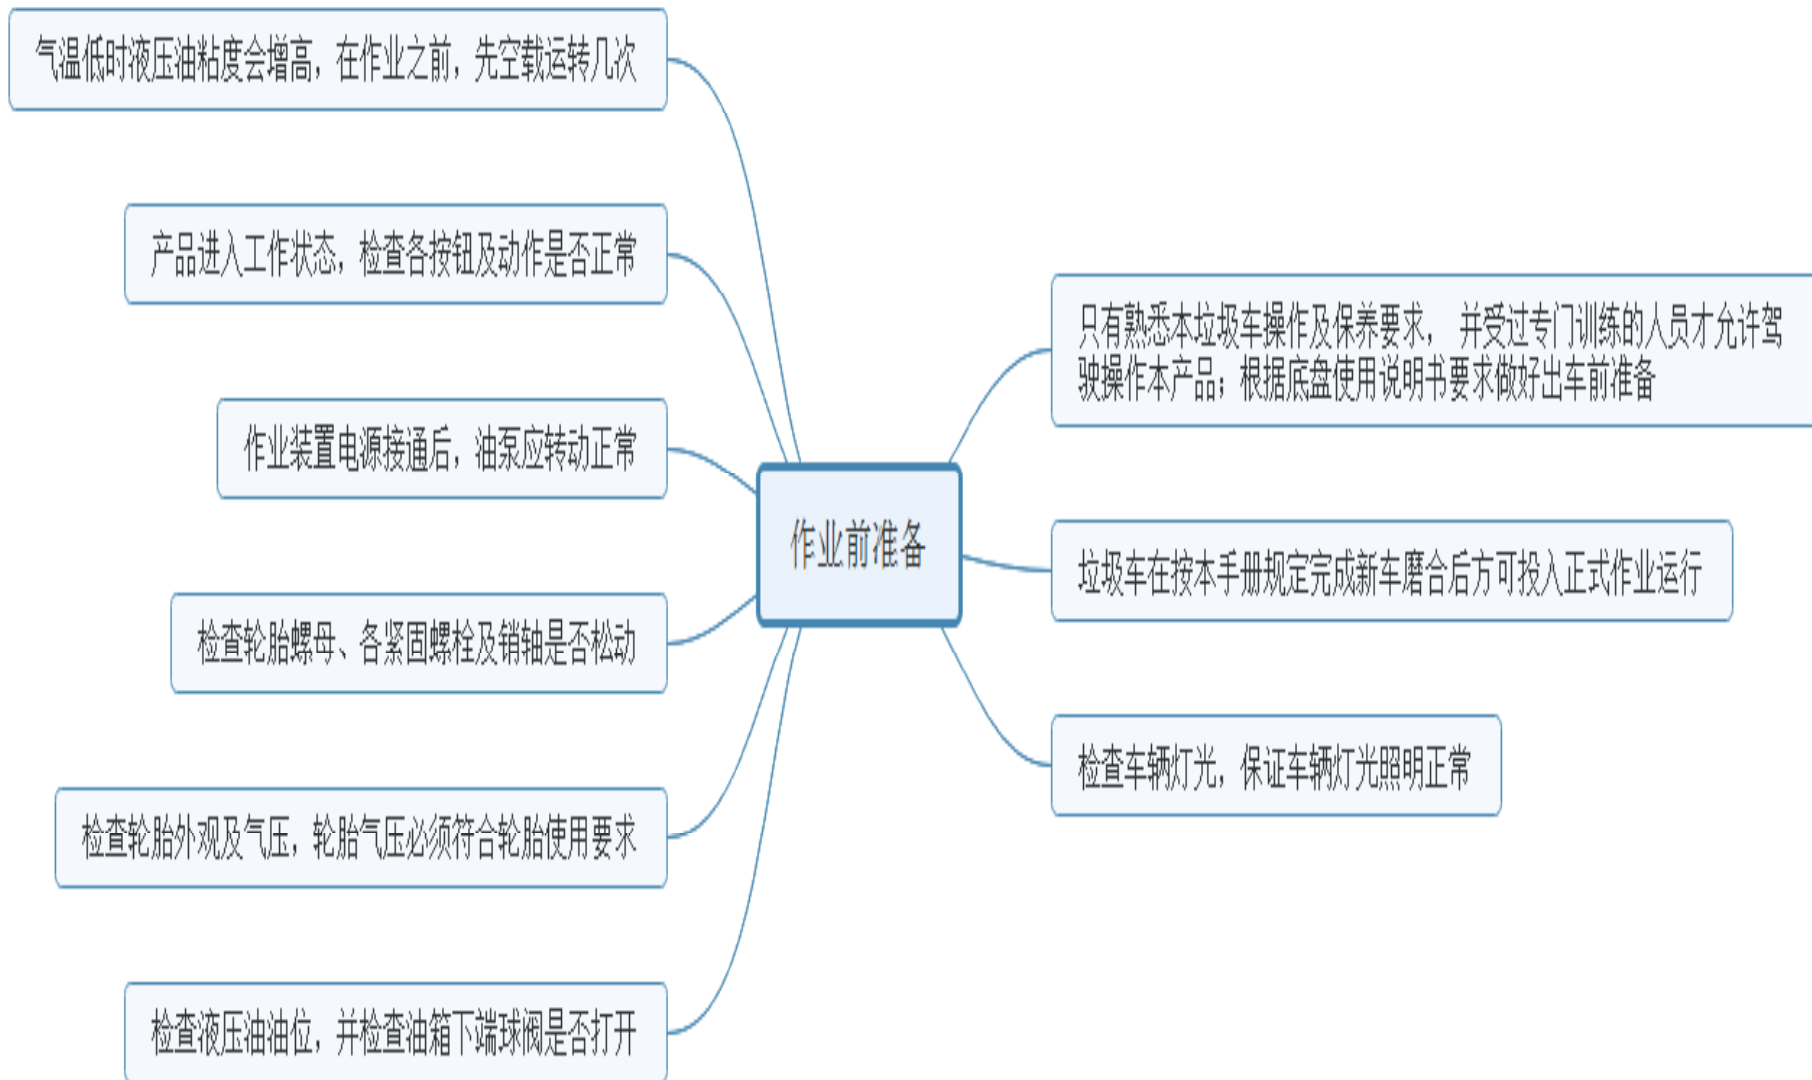 气温低时液压油粘度会增高，在作业之前，先空载运转几次
产品进入工作状态，检查各按钮及动作是否正常
作业装置电源接通后，油泵应转动正常
检查轮胎螺母、各紧固螺栓及销轴是否松动
检查轮胎外观及气压，轮胎气压必须符合轮胎使用要求
检查液压油油位，并检查油箱下端球阀是否打开
作业前准备
只有熟悉本垃圾车操作及保养要求， 并受过专门训练的人员才允许驾
驶操作本产品；根据底盘使用说明书要求做好出车前准备
垃圾车在按本手册规定完成新车磨合后方可投入正式作业运行
检查车辆灯光，保证车辆灯光照明正常